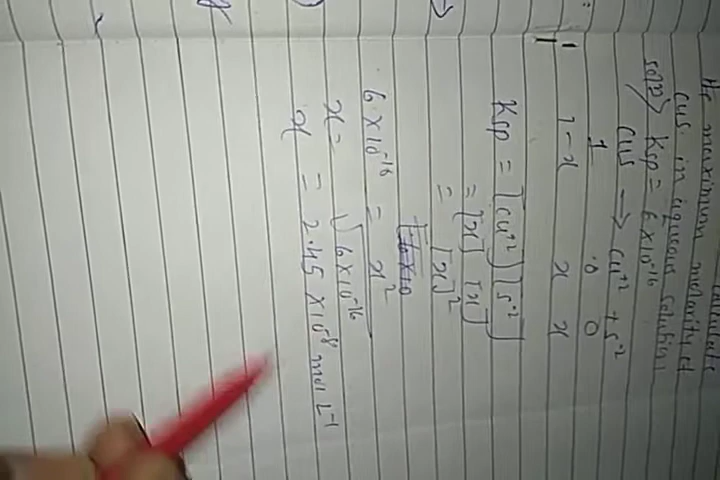 calculate
the maximum molarity of
CuS in aqueous solution
Solⁿ> Ksp = 6 × 10⁻¹⁶
CuS → Cu⁺² + S⁻²
1 0 0
1 - x x x
Ksp = [Cu⁺²] [S⁻²]
= [x] [x]
= [x]²
6 × 10⁻¹⁶ = x²
x = √6 × 10⁻¹⁶
x = 2.45 × 10⁻⁸ mol L⁻¹